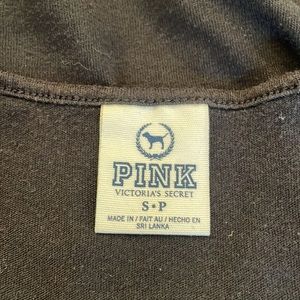 PINK
VICTORIA'S SECRET
S•P
MADE IN / FAIT AU / HECHO EN
SRI LANKA